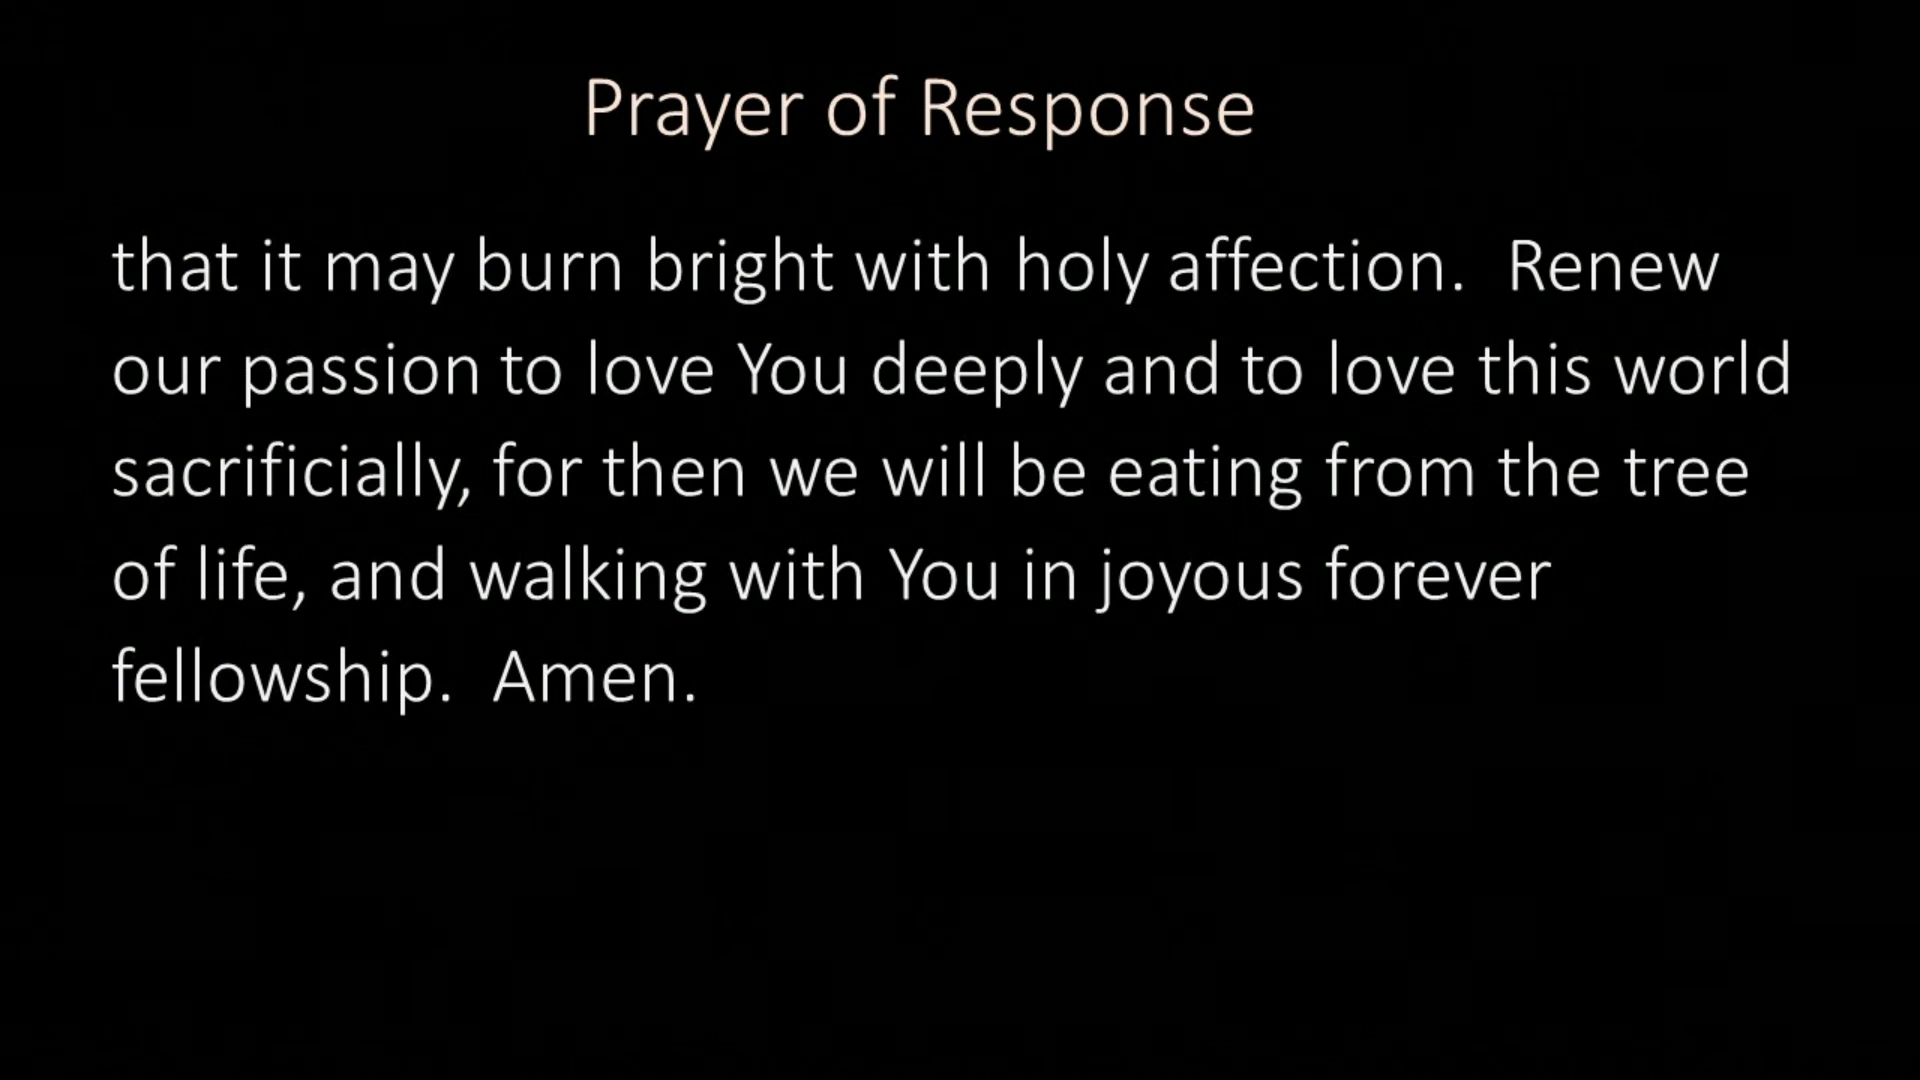 Prayer of Response
that it may burn bright with holy affection.  Renew
our passion to love You deeply and to love this world
sacrificially, for then we will be eating from the tree
of life, and walking with You in joyous forever
fellowship.  Amen.